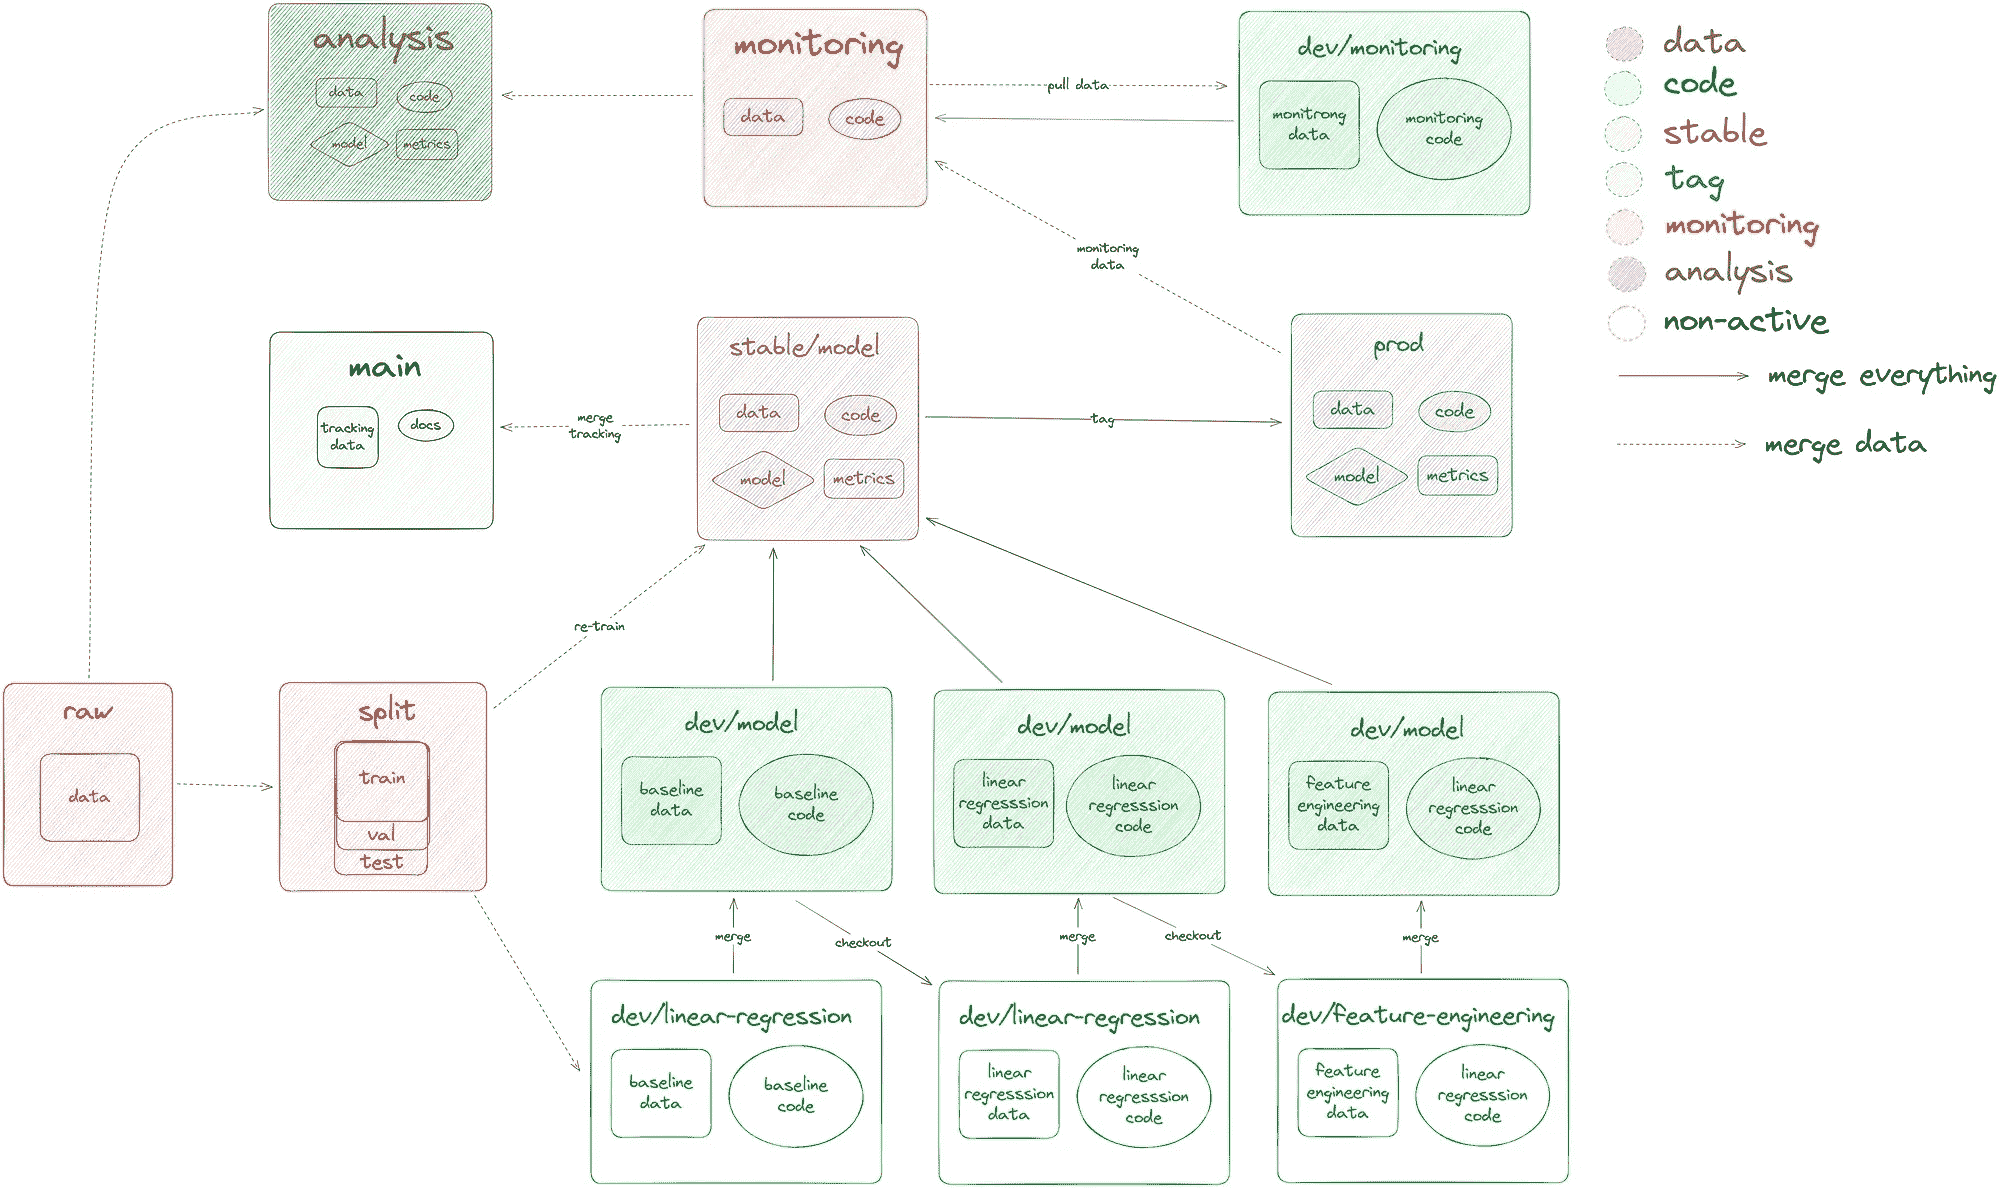 analysis
data
code
model
metrics
monitoring
data
code
pull data
dev/monitoring
monitrong
data
monitoring
code
data
code
stable
tag
monitoring
analysis
non-active
merge everything
merge data
monitoring
data
main
tracking
data
docs
merge
tracking
stable/model
data
code
model
metrics
tag
prod
data
code
model
metrics
re-train
raw
data
split
train
val
test
dev/model
baseline
data
baseline
code
dev/model
linear
regresssion
data
linear
regresssion
code
dev/model
feature
engineering
data
linear
regresssion
code
merge
checkout
merge
checkout
merge
dev/linear-regression
baseline
data
baseline
code
dev/linear-regression
linear
regresssion
data
linear
regresssion
code
dev/feature-engineering
feature
engineering
data
linear
regresssion
code